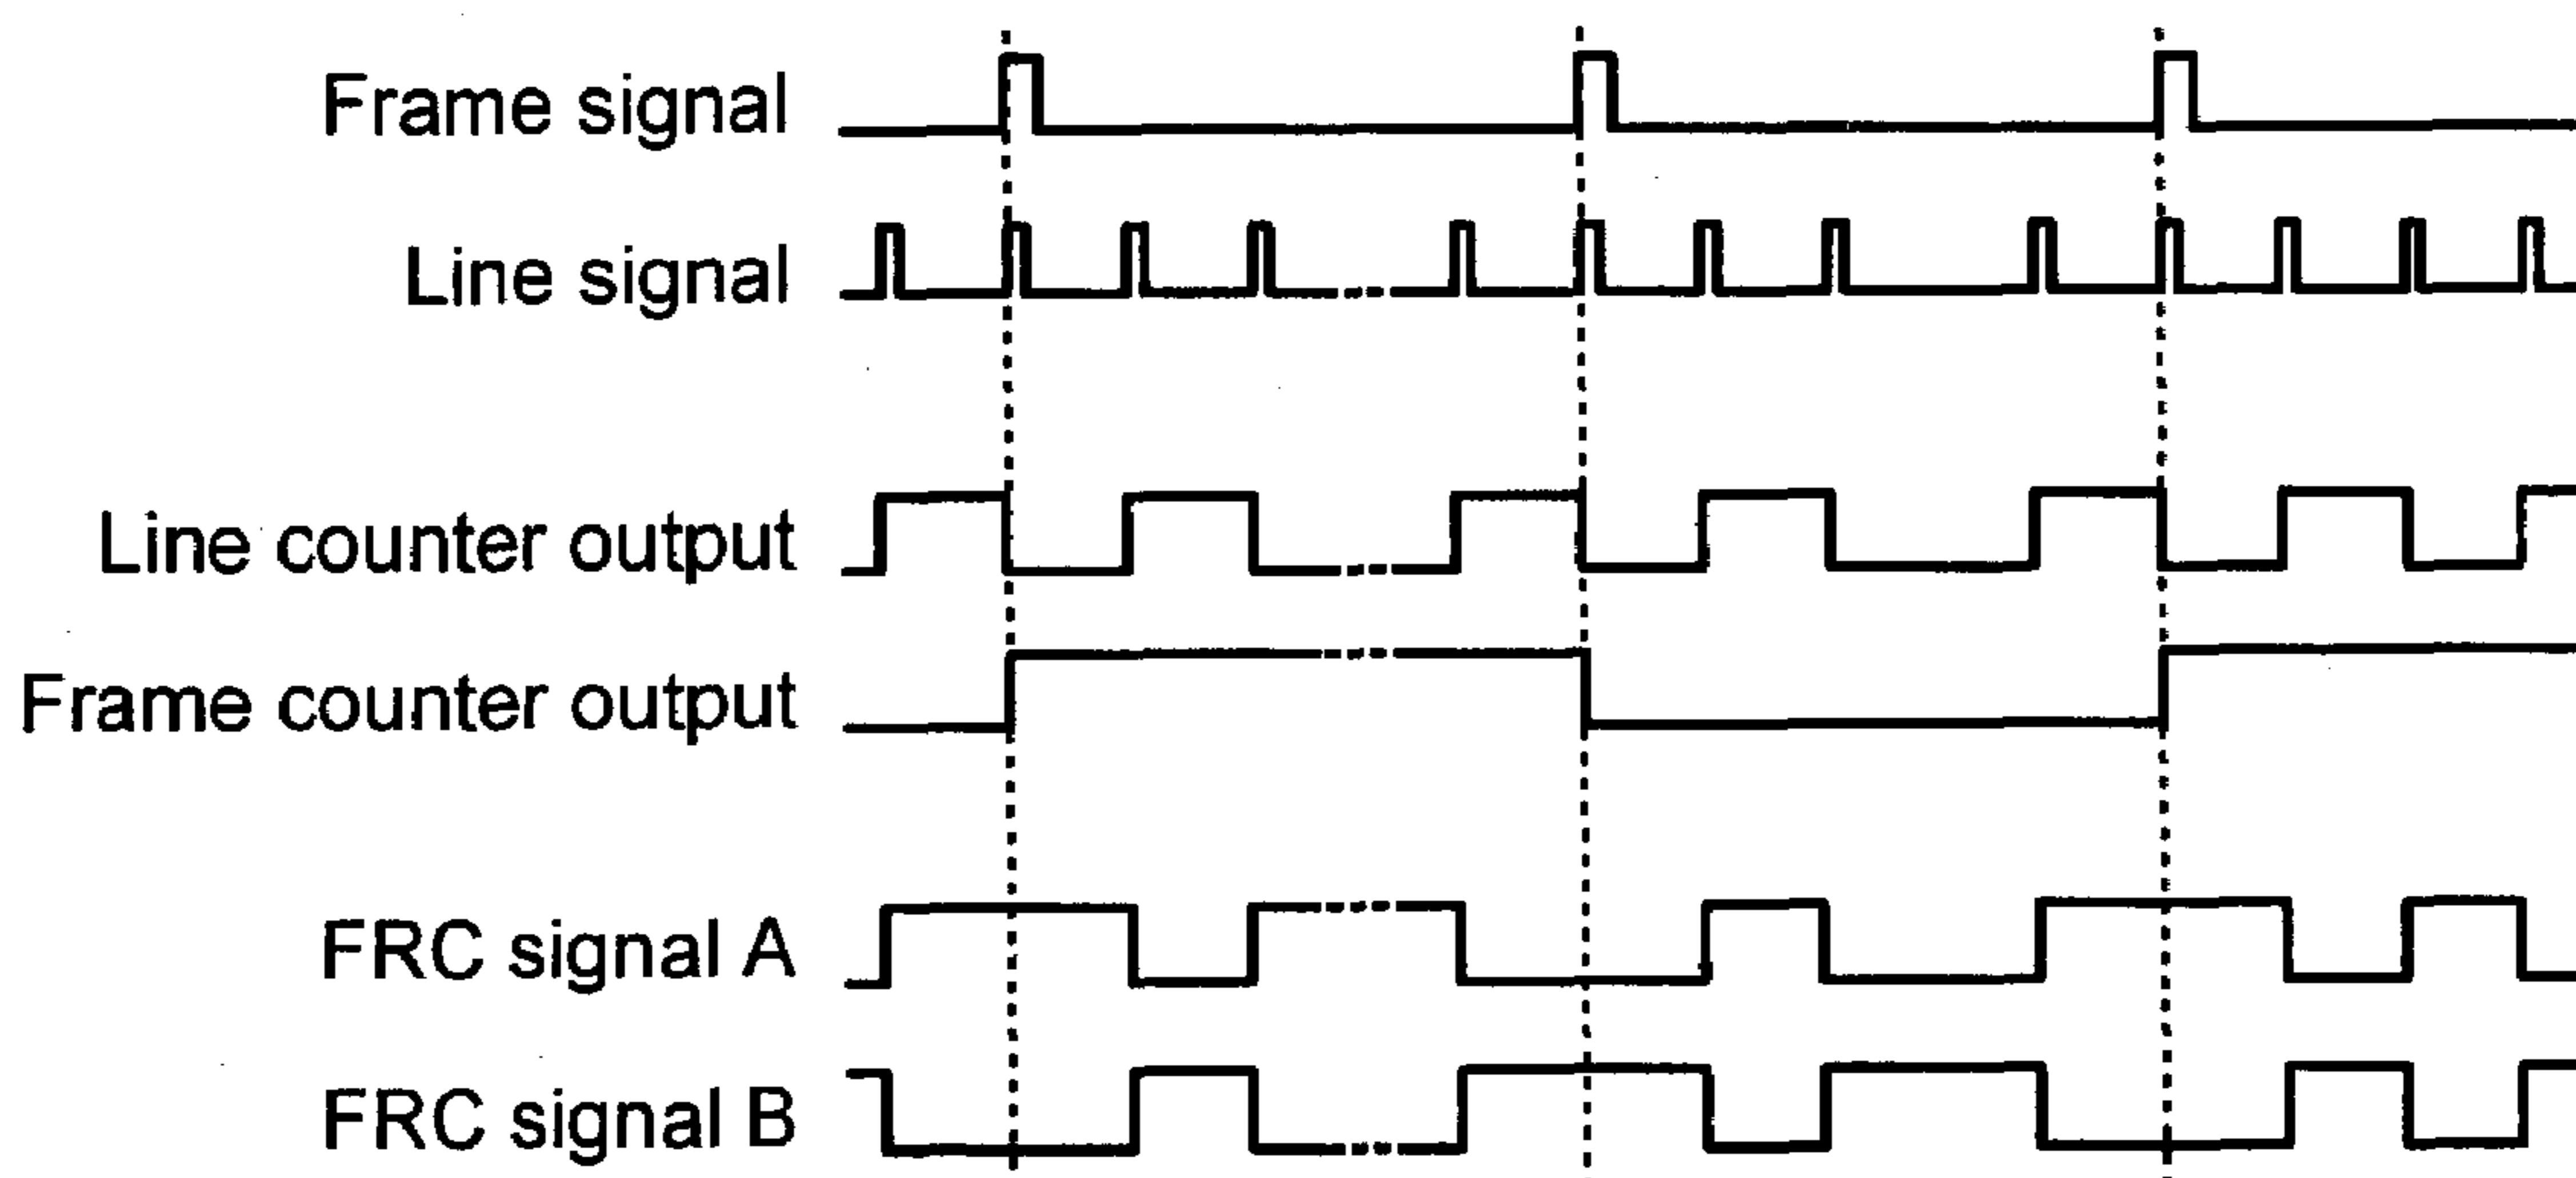 Frame signal
Line signal
Line counter output
Frame counter output
FRC signal A
FRC signal B